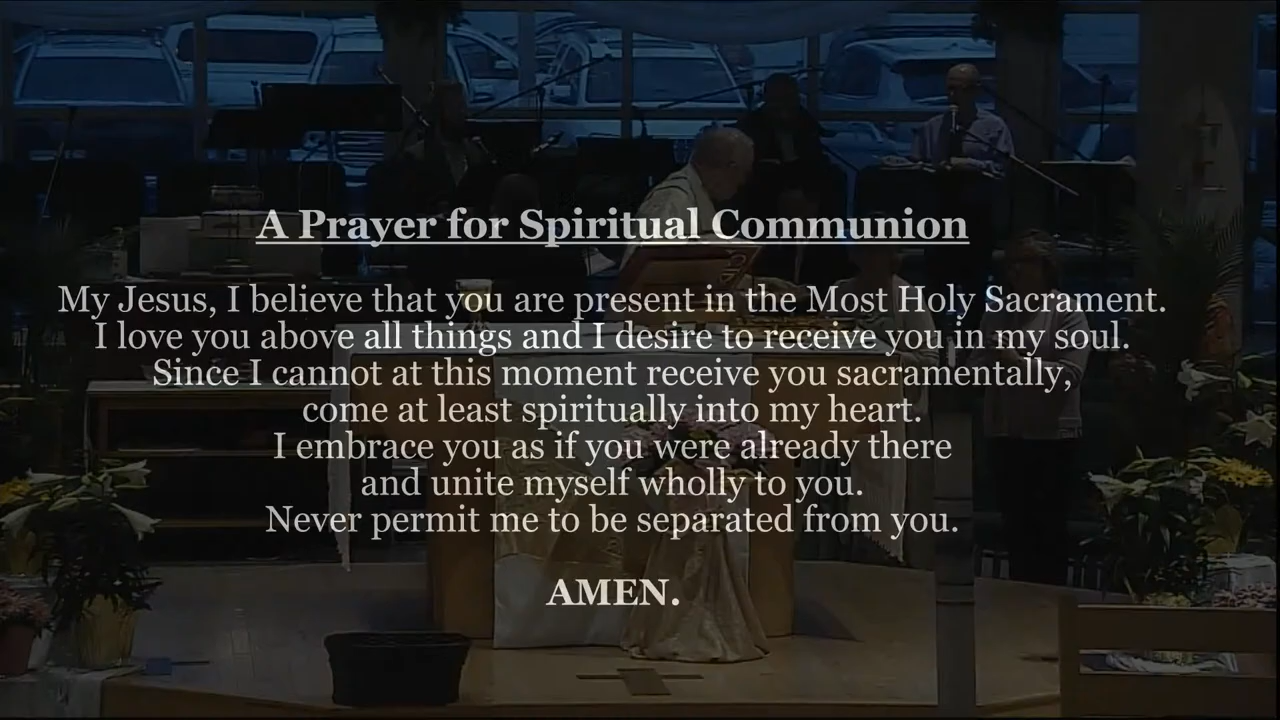 A Prayer for Spiritual Communion
My Jesus, I believe that you are present in the Most Holy Sacrament.
I love you above all things and I desire to receive you in my soul.
Since I cannot at this moment receive you sacramentally,
come at least spiritually into my heart.
I embrace you as if you were already there
and unite myself wholly to you.
Never permit me to be separated from you.
AMEN.